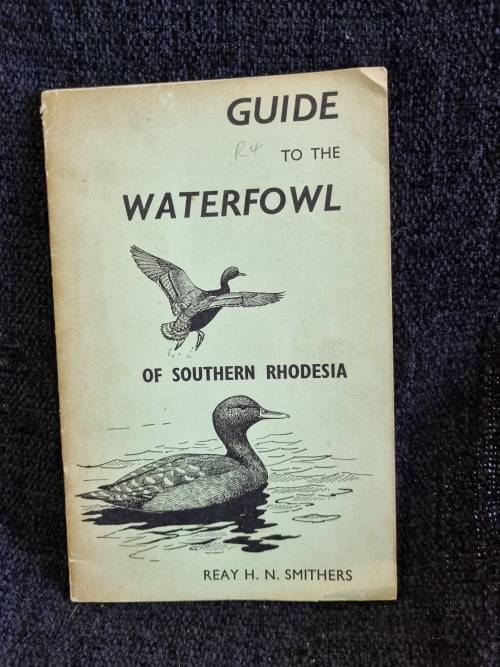 GUIDE
R4
TO THE
WATERFOWL
OF SOUTHERN RHODESIA
REAY H. N. SMITHERS